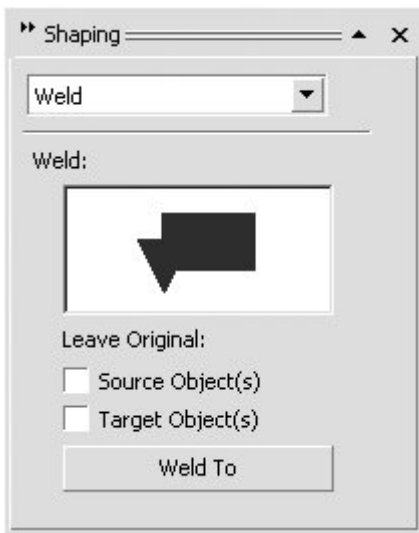 Shaping
Weld
Weld:
Leave Original:
Source Object(s)
Target Object(s)
Weld To